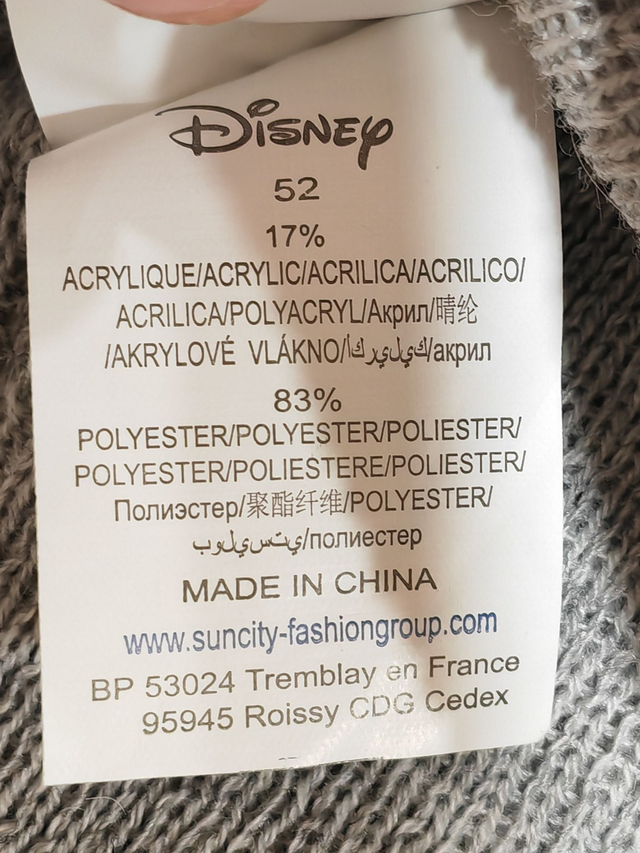 Disney
52
17%
ACRYLIQUE/ACRYLIC/ACRILICA/ACRILICO/
ACRILICA/POLYACRYL/Акрил/晴纶
/AKRYLOVÉ VLÁKNO/أكريليك/акрил
83%
POLYESTER/POLYESTER/POLIESTER/
POLYESTER/POLIESTERE/POLIESTER/
Полиэстер/聚酯纤维/POLYESTER/
بوليستي/полиестер
MADE IN CHINA
www.suncity-fashiongroup.com
BP 53024 Tremblay en France
95945 Roissy CDG Cedex